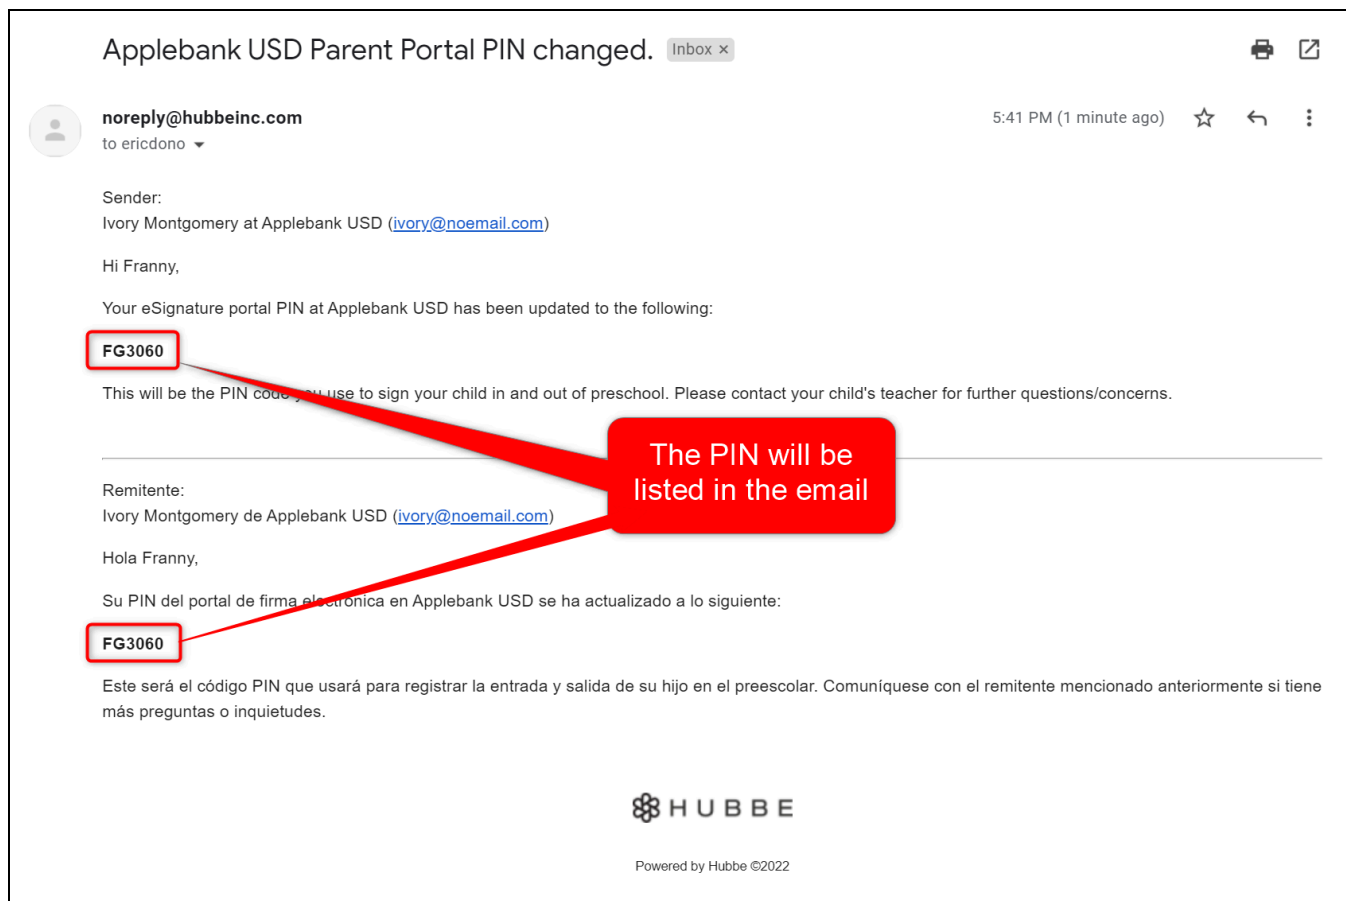 Applebank USD Parent Portal PIN changed. Inbox ×
noreply@hubbeinc.com 5:41 PM (1 minute ago)
to ericdono
Sender:
Ivory Montgomery at Applebank USD (ivory@noemail.com)
Hi Franny,
Your eSignature portal PIN at Applebank USD has been updated to the following:
FG3060
This will be the PIN code you use to sign your child in and out of preschool. Please contact your child's teacher for further questions/concerns.
The PIN will be
listed in the email
Remitente:
Ivory Montgomery de Applebank USD (ivory@noemail.com)
Hola Franny,
Su PIN del portal de firma electrónica en Applebank USD se ha actualizado a lo siguiente:
FG3060
Este será el código PIN que usará para registrar la entrada y salida de su hijo en el preescolar. Comuníquese con el remitente mencionado anteriormente si tiene
más preguntas o inquietudes.
HUBBE
Powered by Hubbe ©2022